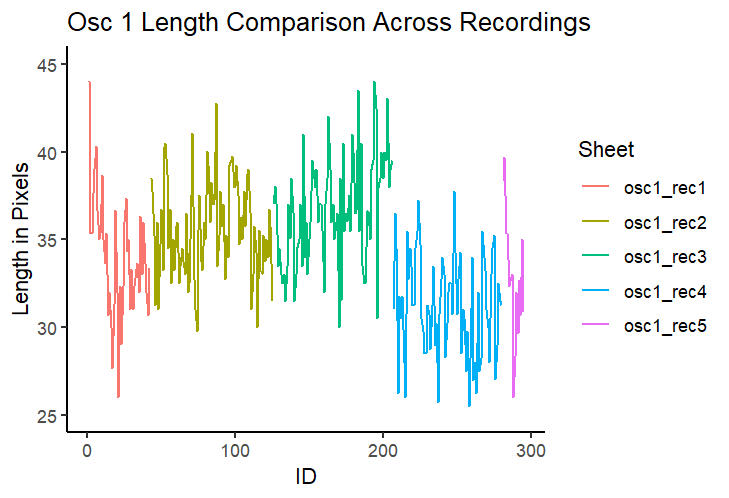 Osc 1 Length Comparison Across Recordings
45
40
35
30
25
Length in Pixels
0 100 200 300
ID
Sheet
osc1_rec1
osc1_rec2
osc1_rec3
osc1_rec4
osc1_rec5